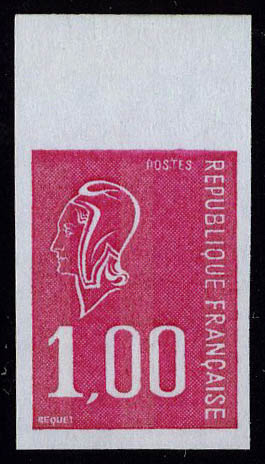 POSTES
REPUBLIQUE FRANÇAISE
1,00
BEQUET